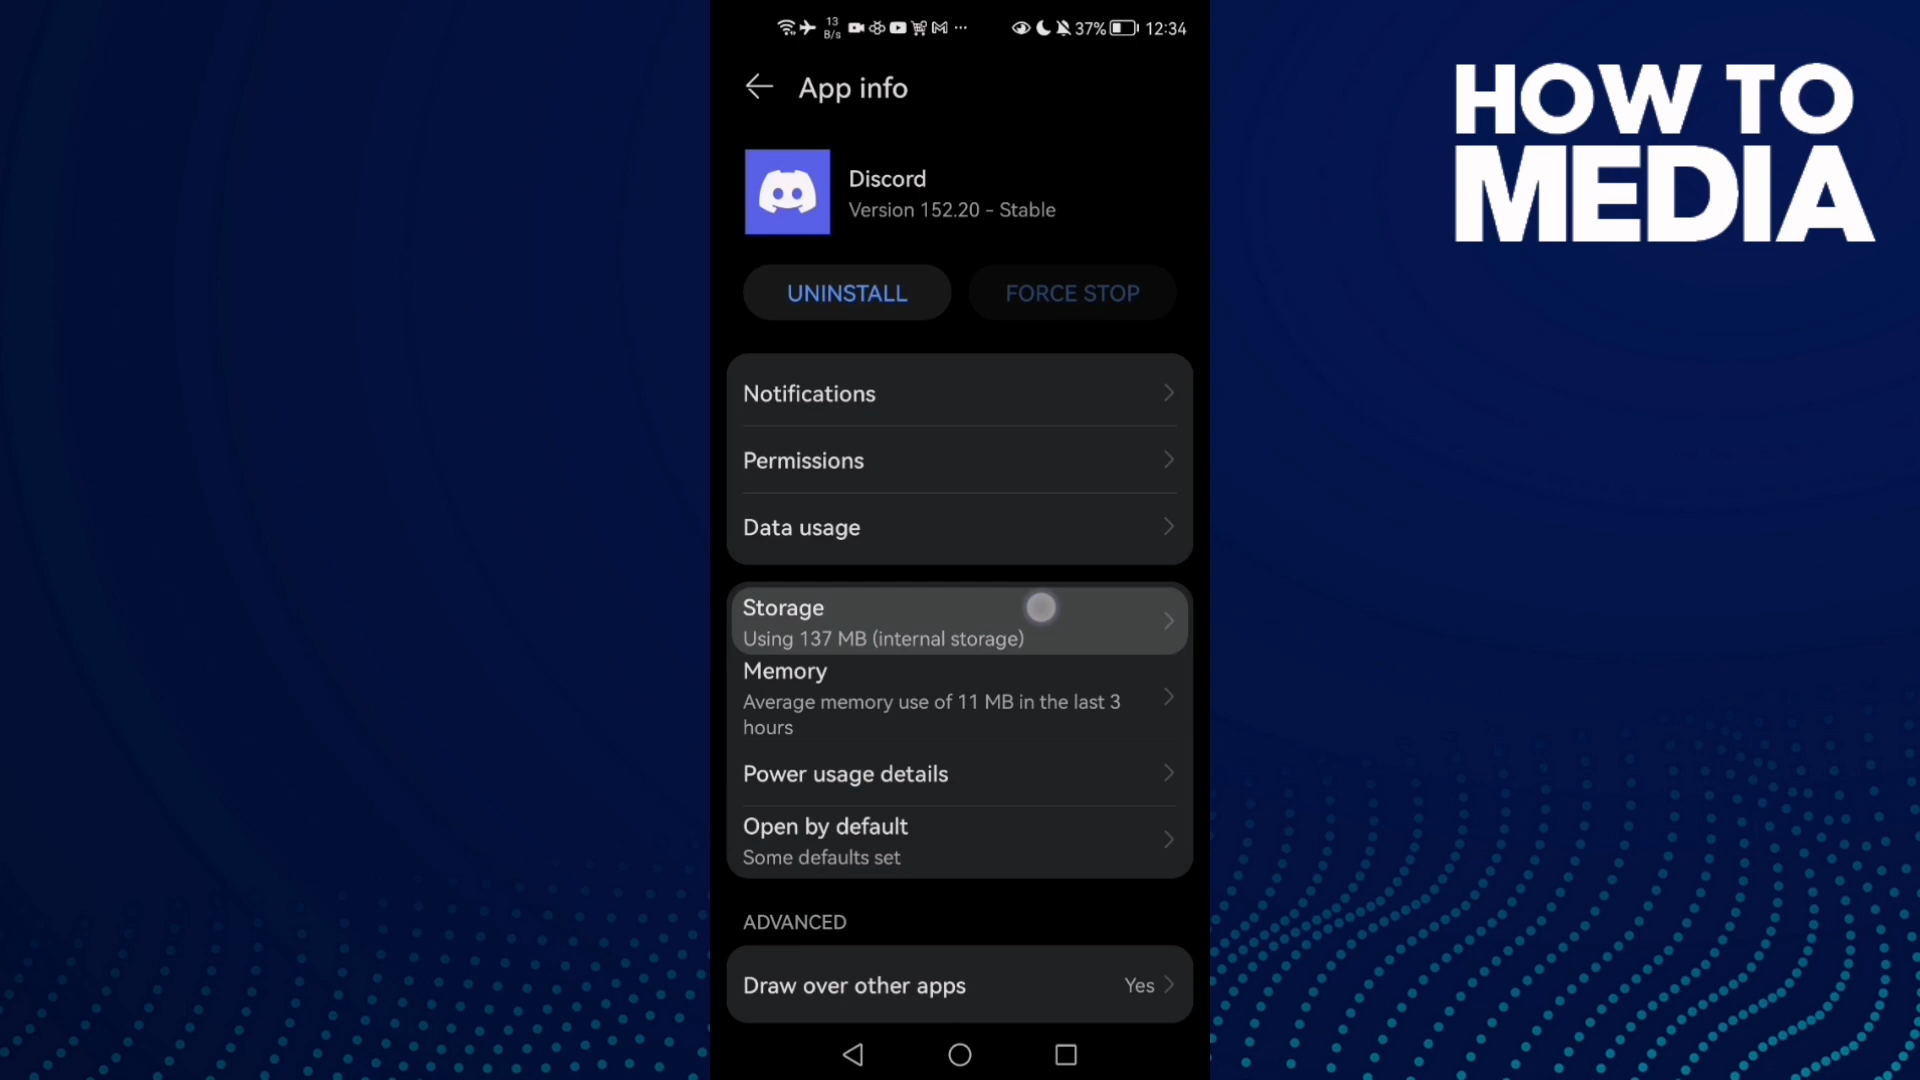 13
B/s
37%
12:34
App info
HOW TO
MEDIA
Discord
Version 152.20 - Stable
UNINSTALL
FORCE STOP
Notifications
Permissions
Data usage
Storage
Using 137 MB (internal storage)
Memory
Average memory use of 11 MB in the last 3
hours
Power usage details
Open by default
Some defaults set
ADVANCED
Draw over other apps
Yes